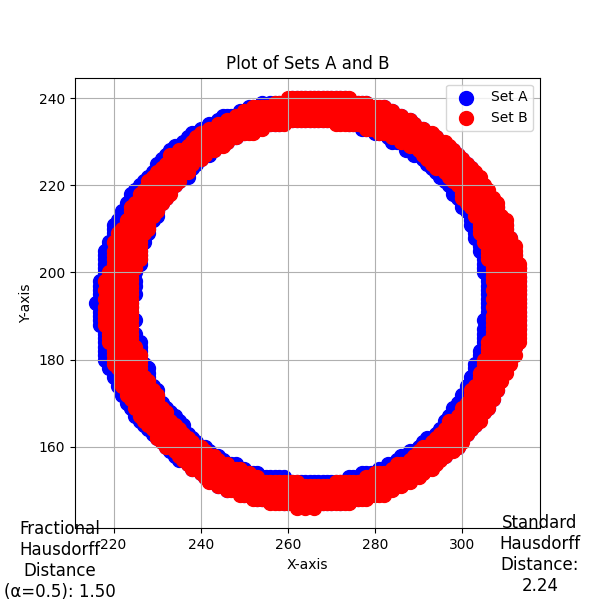 Plot of Sets A and B
Set A
Set B
240
220
200
180
160
Y-axis
220
240
260
280
300
X-axis
Fractional
Hausdorff
Distance
(α=0.5): 1.50
Standard
Hausdorff
Distance:
2.24